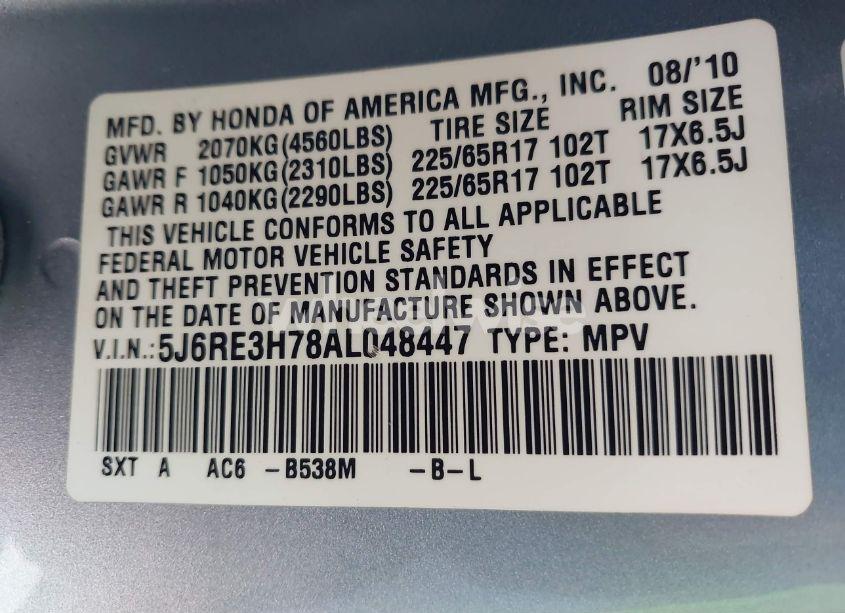 MFD. BY HONDA OF AMERICA MFG., INC. 08/'10
GVWR 2070KG(4560LBS) TIRE SIZE RIM SIZE
GAWR F 1050KG(2310LBS) 225/65R17 102T 17X6.5J
GAWR R 1040KG(2290LBS) 225/65R17 102T 17X6.5J
THIS VEHICLE CONFORMS TO ALL APPLICABLE
FEDERAL MOTOR VEHICLE SAFETY
AND THEFT PREVENTION STANDARDS IN EFFECT
ON THE DATE OF MANUFACTURE SHOWN ABOVE.
V.I.N.: 5J6RE3H78AL048447 TYPE: MPV
SXT A AC6 -B538M -B-L